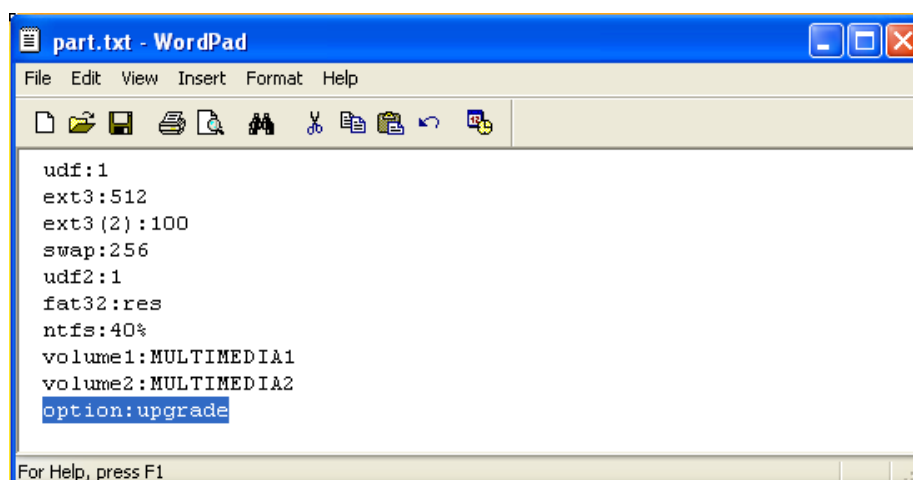 part.txt - WordPad
File Edit View Insert Format Help
udf:1
ext3:512
ext3(2):100
swap:256
udf2:1
fat32:res
ntfs:40%
volume1:MULTIMEDIA1
volume2:MULTIMEDIA2
option:upgrade
For Help, press F1